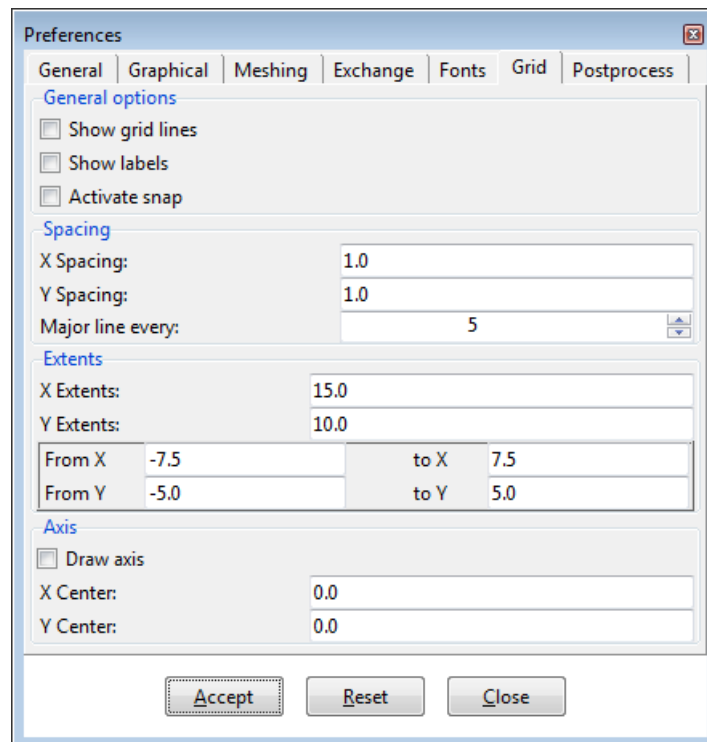 Preferences
General Graphical Meshing Exchange Fonts Grid Postprocess
General options
Show grid lines
Show labels
Activate snap
Spacing
X Spacing: 1.0
Y Spacing: 1.0
Major line every: 5
Extents
X Extents: 15.0
Y Extents: 10.0
From X -7.5 to X 7.5
From Y -5.0 to Y 5.0
Axis
Draw axis
X Center: 0.0
Y Center: 0.0
Accept Reset Close